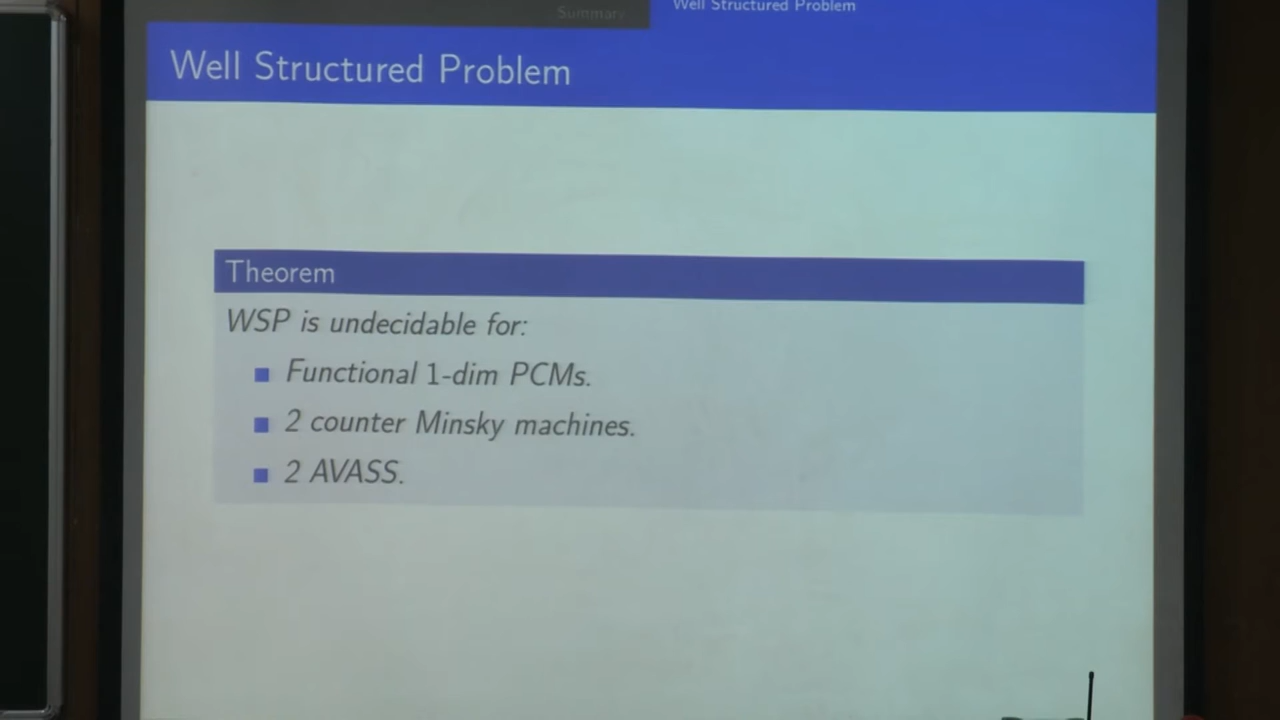 Summary
Well Structured Problem
Well Structured Problem
Theorem
WSP is undecidable for:
Functional 1-dim PCMs.
2 counter Minsky machines.
2 AVASS.